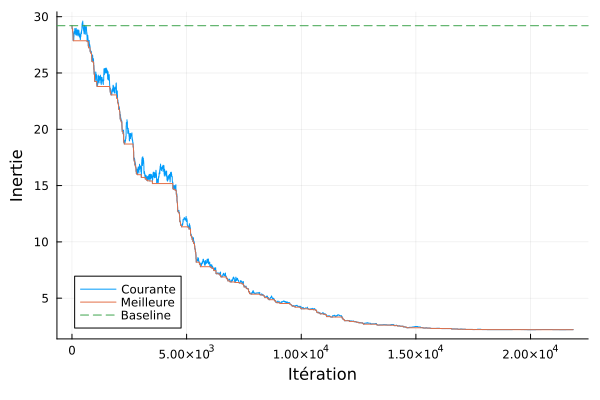 Inertie
30
25
20
15
10
5
Courante
Meilleure
Baseline
0
5.00×10³
1.00×10⁴
1.50×10⁴
2.00×10⁴
Itération